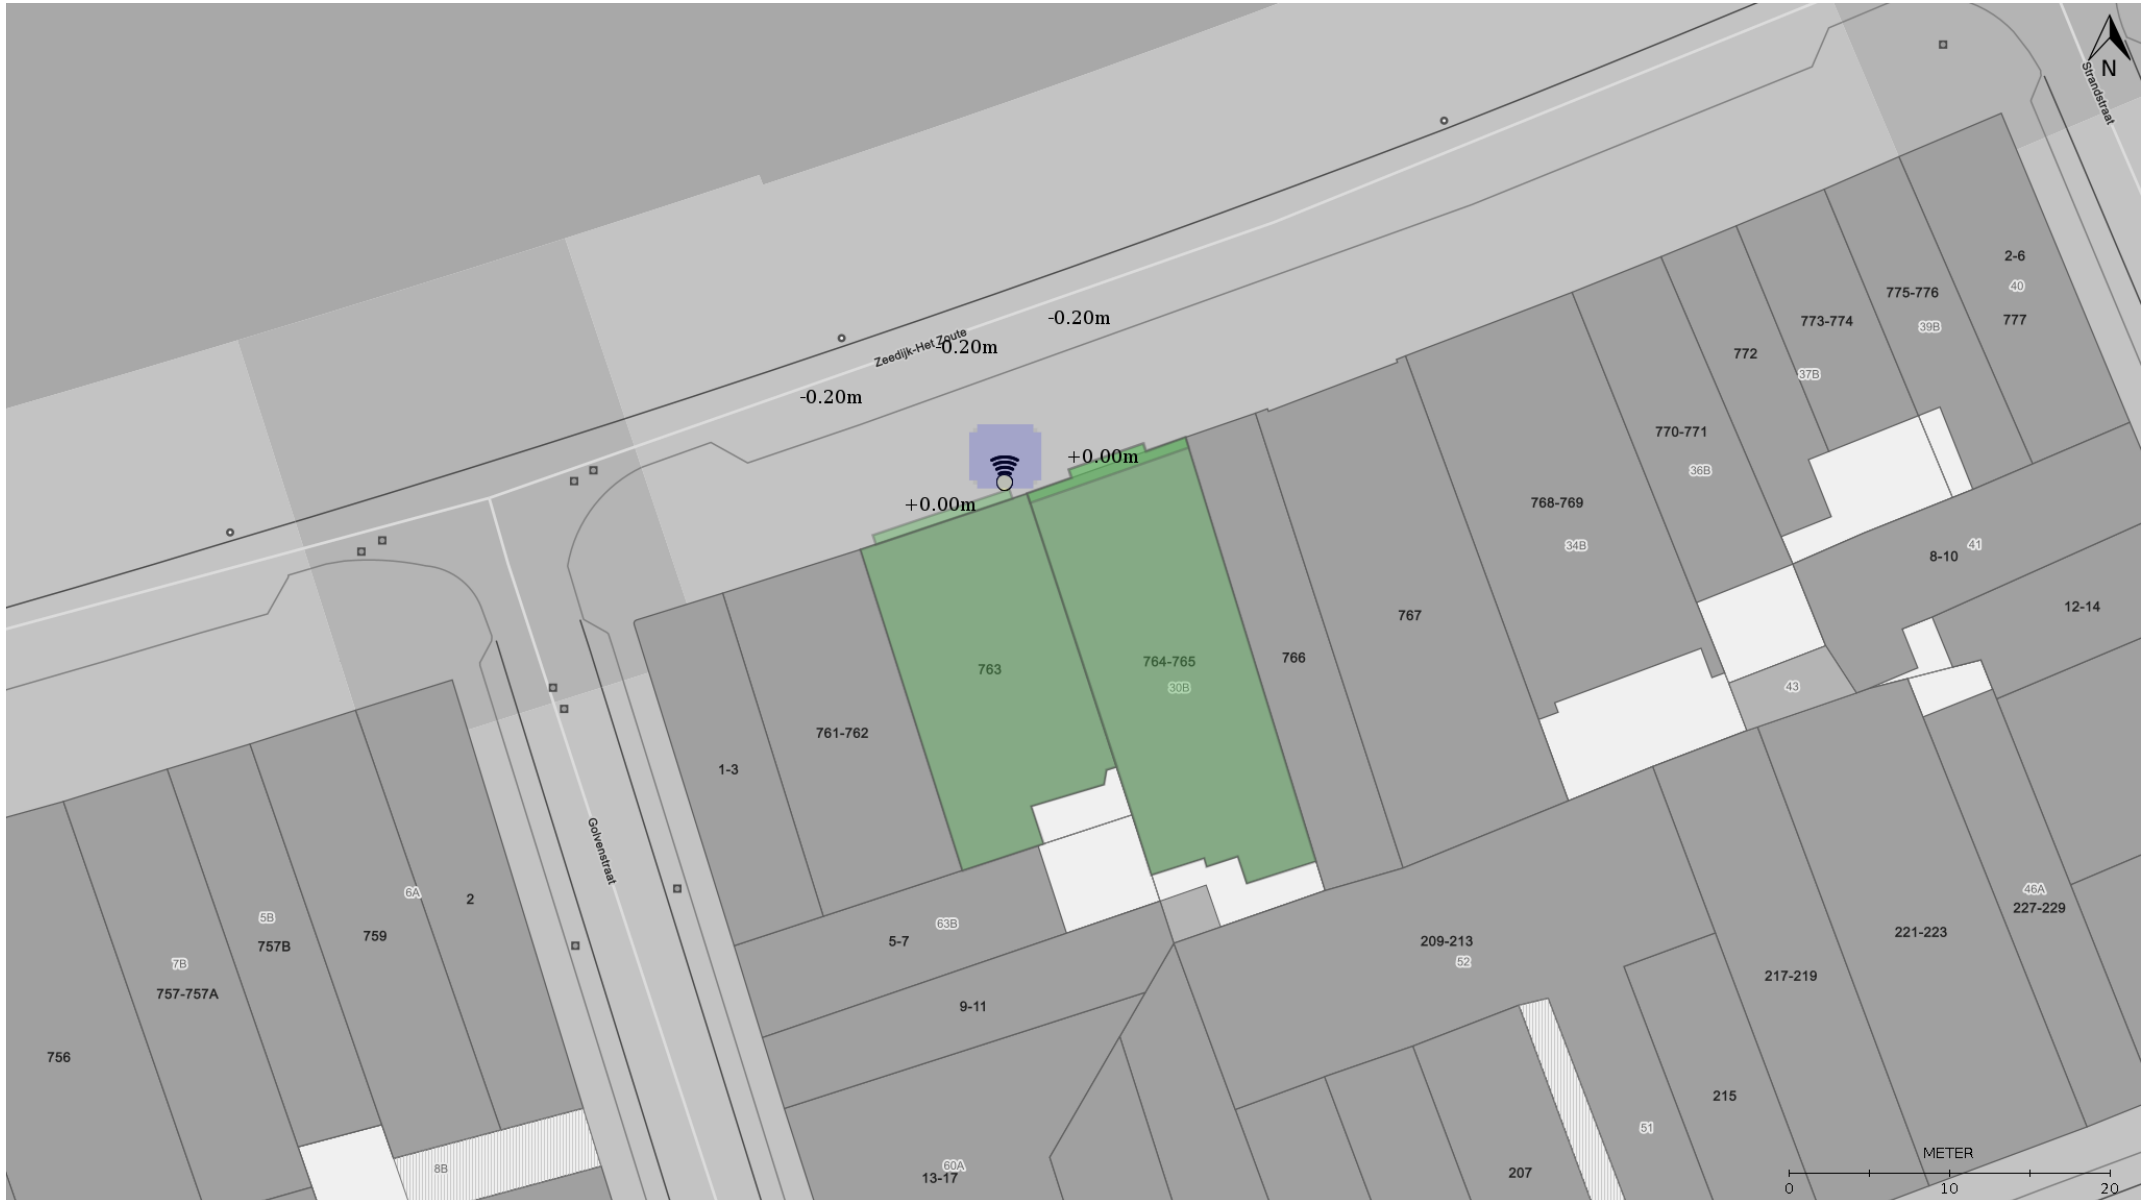 N
Strandstraat
2-6
40
775-776
39B
777
773-774
-0.20m
Zeedijk-Het Zoute
-0.20m
772
37B
-0.20m
770-771
36B
+0.00m
+0.00m
768-769
34B
8-10
41
12-14
767
766
764-765
30B
763
43
761-762
1-3
Golvenstraat
6A
2
5B
757B
759
7B
757-757A
756
8B
63B
5-7
9-11
60A
13-17
209-213
52
46A
227-229
221-223
217-219
215
51
207
METER
0 10 20